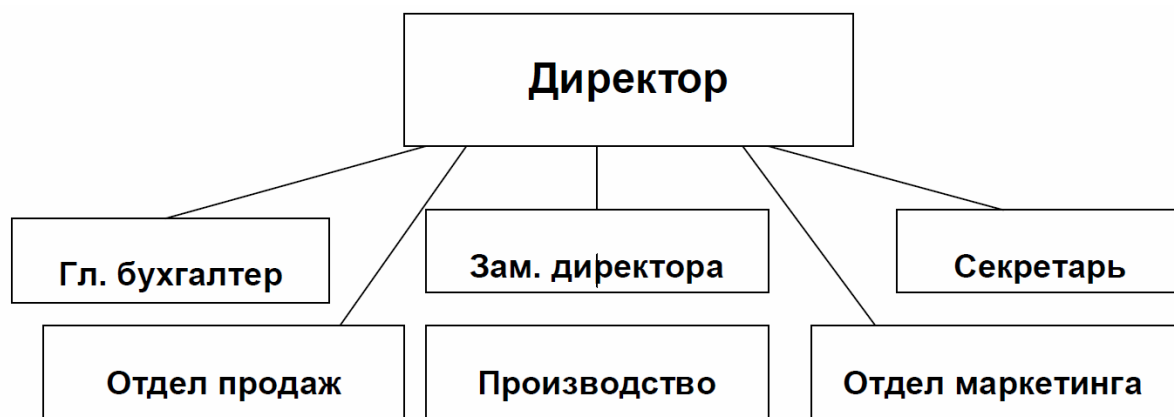 Директор
Гл. бухгалтер
Зам. директора
Секретарь
Отдел продаж
Производство
Отдел маркетинга